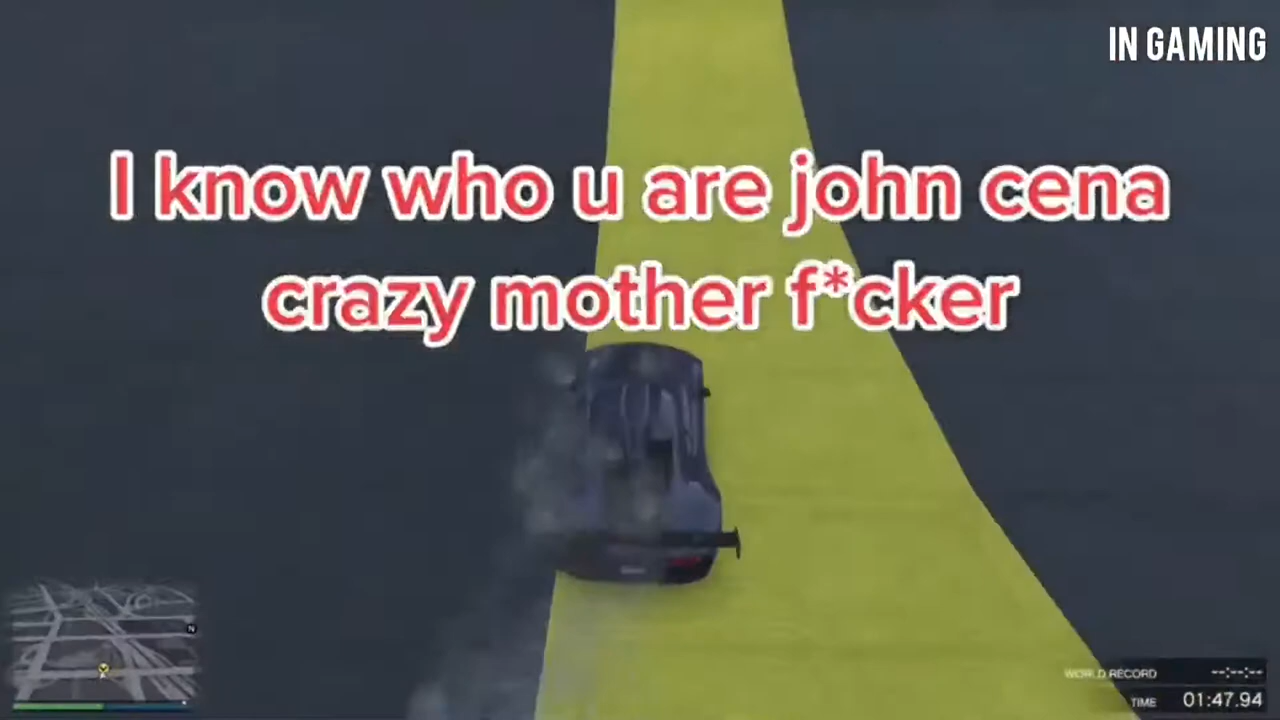 IN GAMING
I know who u are john cena
crazy mother f*cker
N
WORLD RECORD --:--:--
TIME 01:47.94